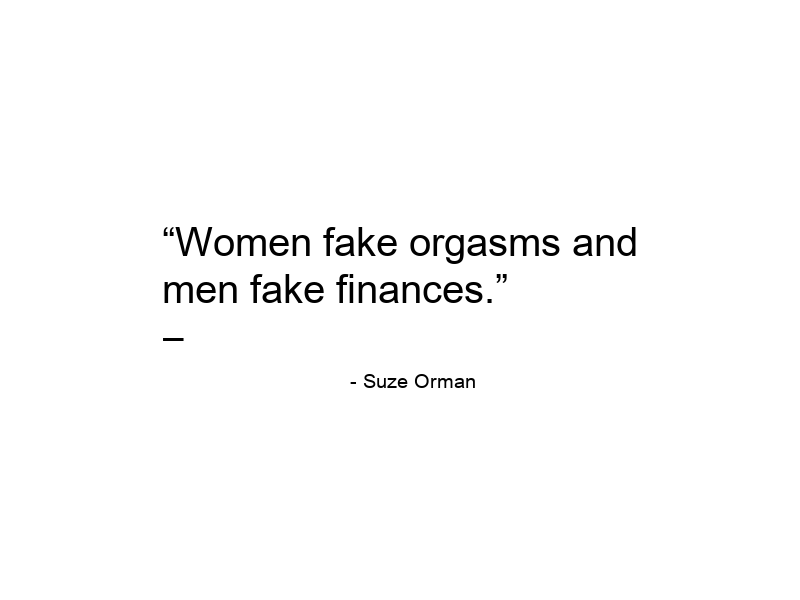 “Women fake orgasms and
men fake finances.”
–
- Suze Orman